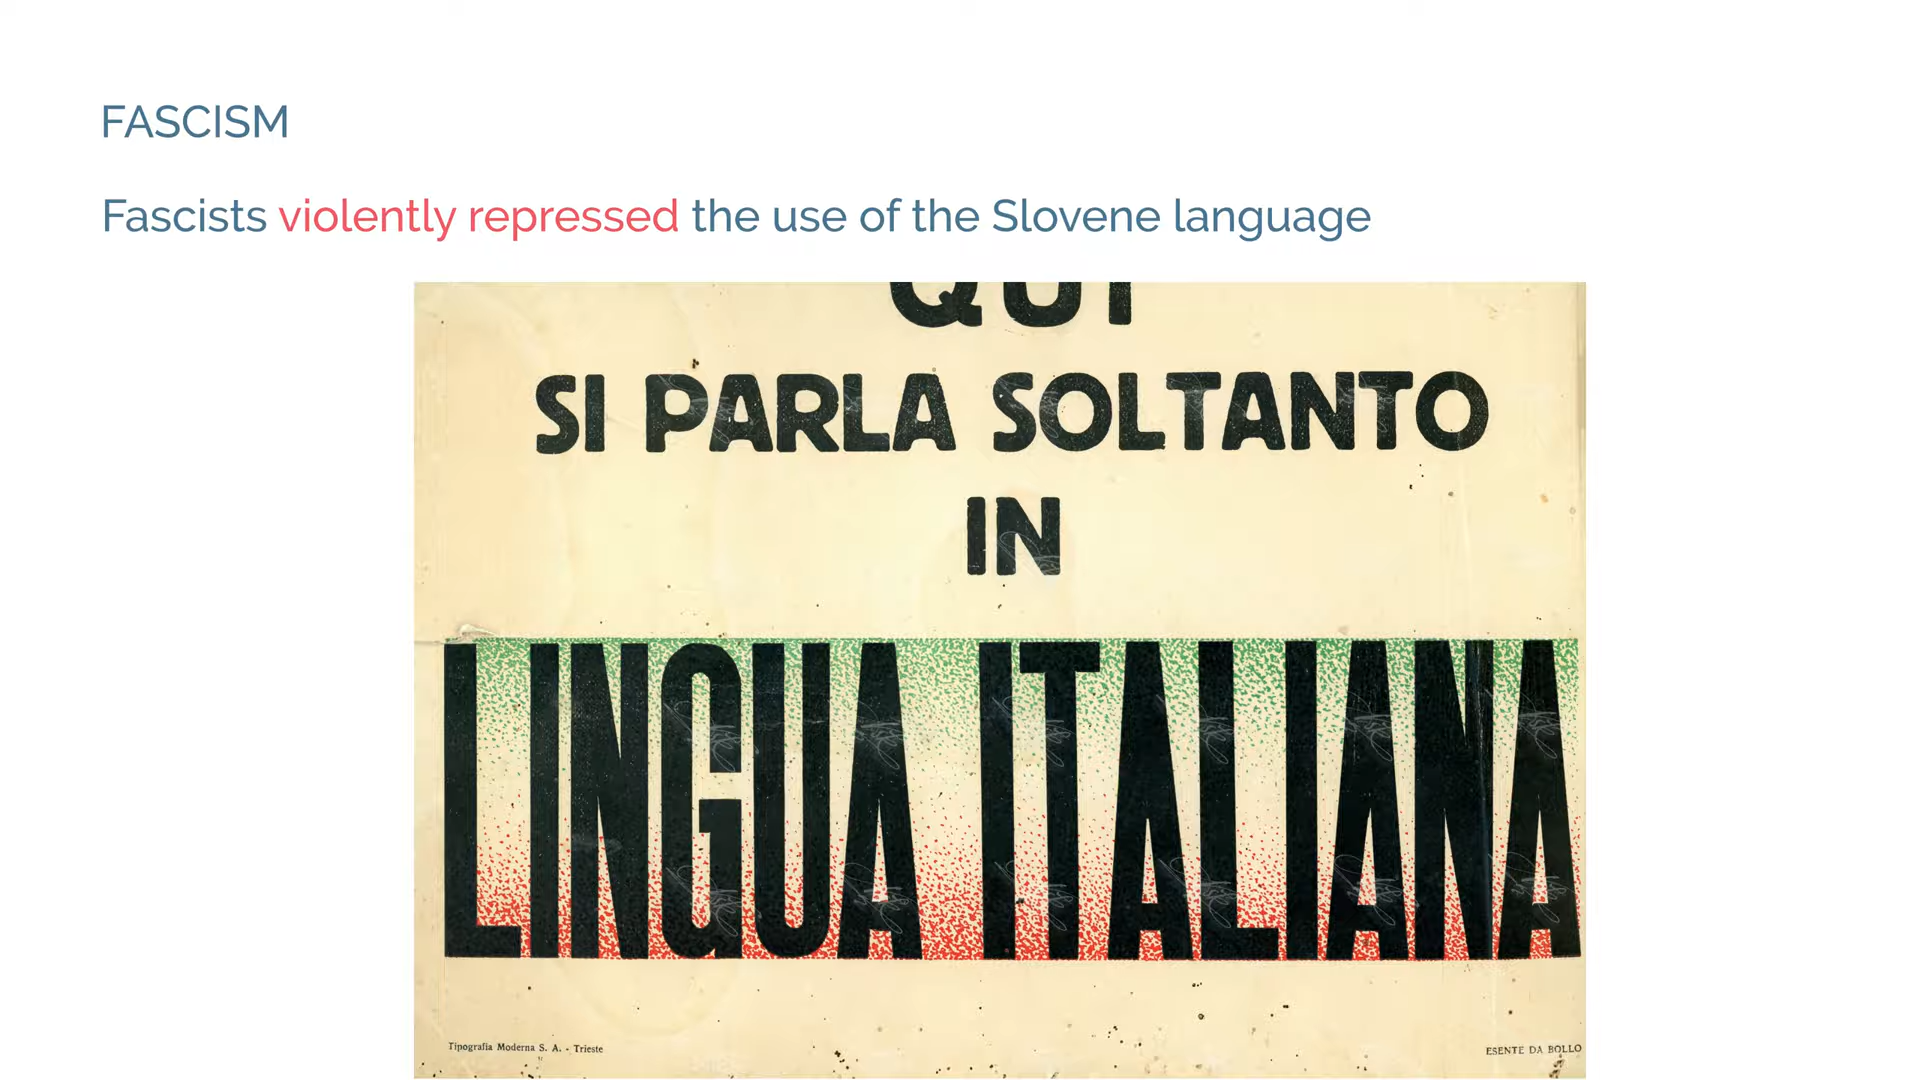 FASCISM
Fascists violently repressed the use of the Slovene language
QUI
SI PARLA SOLTANTO
IN
LINGUA ITALIANA
Tipografia Moderna S. A. - Trieste
ESENTE DA BOLLO